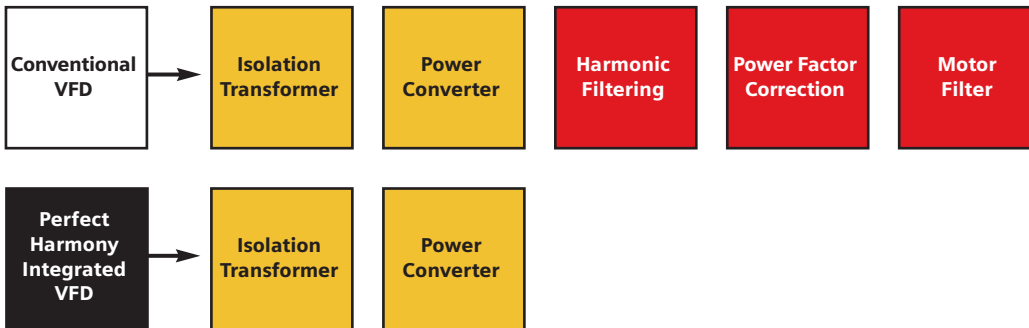 Conventional
VFD
Isolation
Transformer
Power
Converter
Harmonic
Filtering
Power Factor
Correction
Motor
Filter
Perfect
Harmony
Integrated
VFD
Isolation
Transformer
Power
Converter